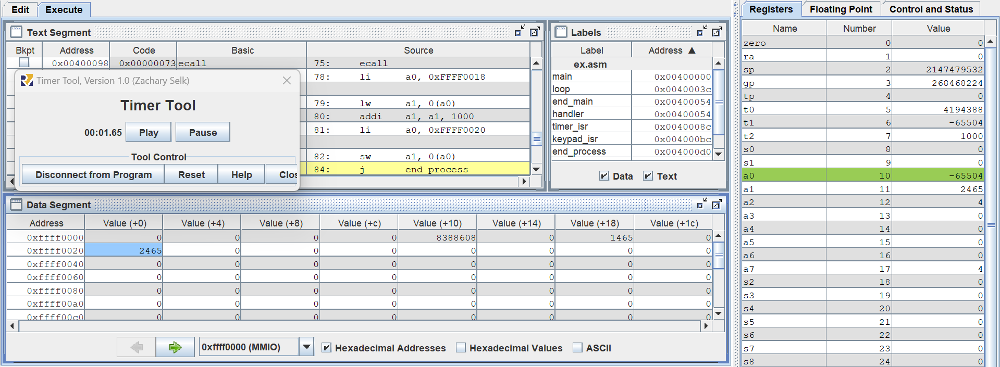 Edit Execute
Text Segment
Bkpt Address Code Basic Source
0x00400098 0x00000073 ecall 75: ecall
78: li a0, 0xFFFF0018
79: lw a1, 0(a0)
80: addi a1, a1, 1000
81: li a0, 0xFFFF0020
82: sw a1, 0(a0)
84: j end_process
Timer Tool, Version 1.0 (Zachary Selk)
Timer Tool
00:01.65 Play Pause
Tool Control
Disconnect from Program Reset Help Clos
Labels
Label Address ▲
ex.asm
main 0x00400000
loop 0x0040003c
end_main 0x00400054
handler 0x00400054
timer_isr 0x0040008c
keypad_isr 0x004000bc
end_process 0x004000d0
Data Text
Data Segment
Address Value (+0) Value (+4) Value (+8) Value (+c) Value (+10) Value (+14) Value (+18) Value (+1c)
0xffff0000 0 0 0 0 8388608 0 1465 0
0xffff0020 2465 0 0 0 0 0 0 0
0xffff0040 0 0 0 0 0 0 0 0
0xffff0060 0 0 0 0 0 0 0 0
0xffff0080 0 0 0 0 0 0 0 0
0xffff00a0 0 0 0 0 0 0 0 0
0xffff00c0 0 0 0 0 0 0 0 0
0xffff0000 (MMIO) Hexadecimal Addresses Hexadecimal Values ASCII
Registers Floating Point Control and Status
Name Number Value
zero 0 0
ra 1 0
sp 2 2147479532
gp 3 268468224
tp 4 0
t0 5 4194388
t1 6 -65504
t2 7 1000
s0 8 0
s1 9 0
a0 10 -65504
a1 11 2465
a2 12 4
a3 13 0
a4 14 0
a5 15 0
a6 16 0
a7 17 4
s2 18 0
s3 19 0
s4 20 0
s5 21 0
s6 22 0
s7 23 0
s8 24 0